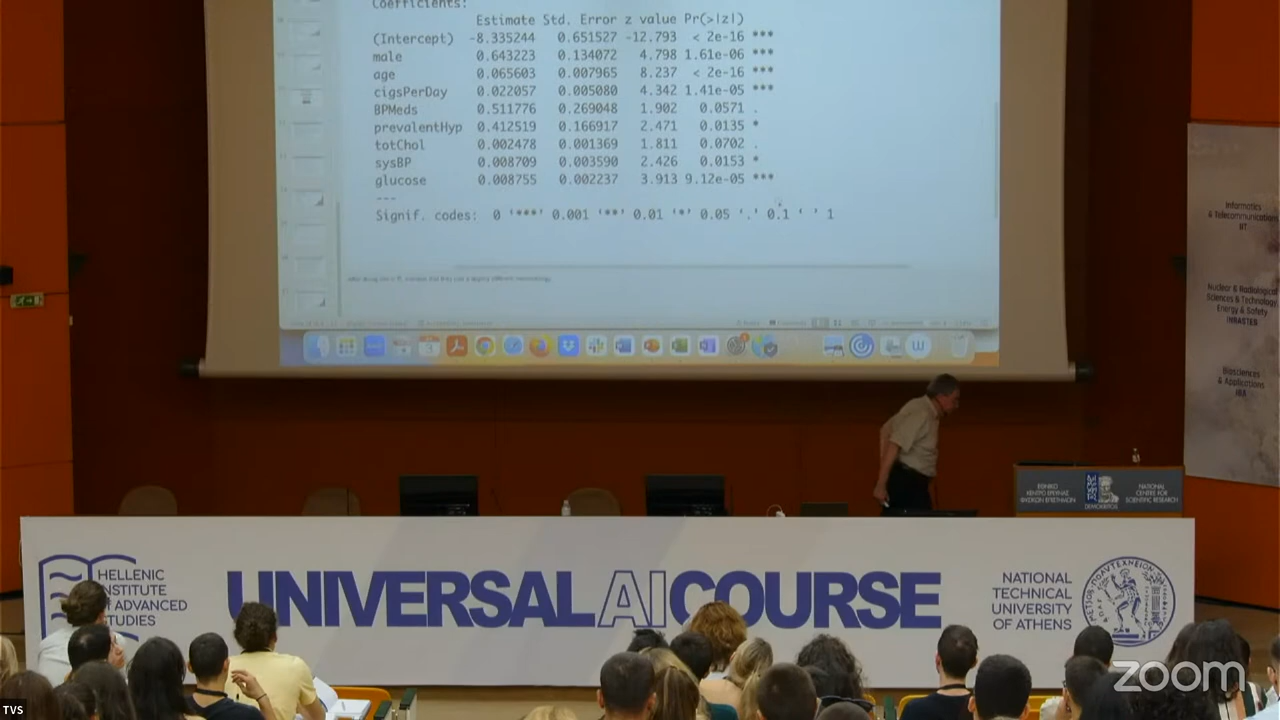 Coefficients:
Estimate Std. Error z value Pr(>|z|)
(Intercept) -8.335244 0.651527 -12.793 < 2e-16 ***
male 0.643223 0.134072 4.798 1.61e-06 ***
age 0.065603 0.007965 8.237 < 2e-16 ***
cigsPerDay 0.022057 0.005080 4.342 1.41e-05 ***
BPMeds 0.511776 0.269048 1.902 0.0571 .
prevalentHyp 0.412519 0.166917 2.471 0.0135 *
totChol 0.002478 0.001369 1.811 0.0702 .
sysBP 0.008709 0.003590 2.426 0.0153 *
glucose 0.008755 0.002237 3.913 9.12e-05 ***
---
Signif. codes: 0 '***' 0.001 '**' 0.01 '*' 0.05 '.' 0.1 ' ' 1
Informatics
& Telecommunications
IIT
Nuclear & Radiological
Sciences & Technology
Energy & Safety
INRASTES
Biosciences
& Applications
IBA
ΕΘΝΙΚΟ
ΚΕΝΤΡΟ ΕΡΕΥΝΑΣ
ΦΥΣΙΚΩΝ ΕΠΙΣΤΗΜΩΝ
DEMOKRITOS
NATIONAL
CENTRE FOR
SCIENTIFIC RESEARCH
HELLENIC
INSTITUTE
ADVANCED
STUDIES
UNIVERSAL AI COURSE
NATIONAL
TECHNICAL
UNIVERSITY
OF ATHENS
zoom
TVS